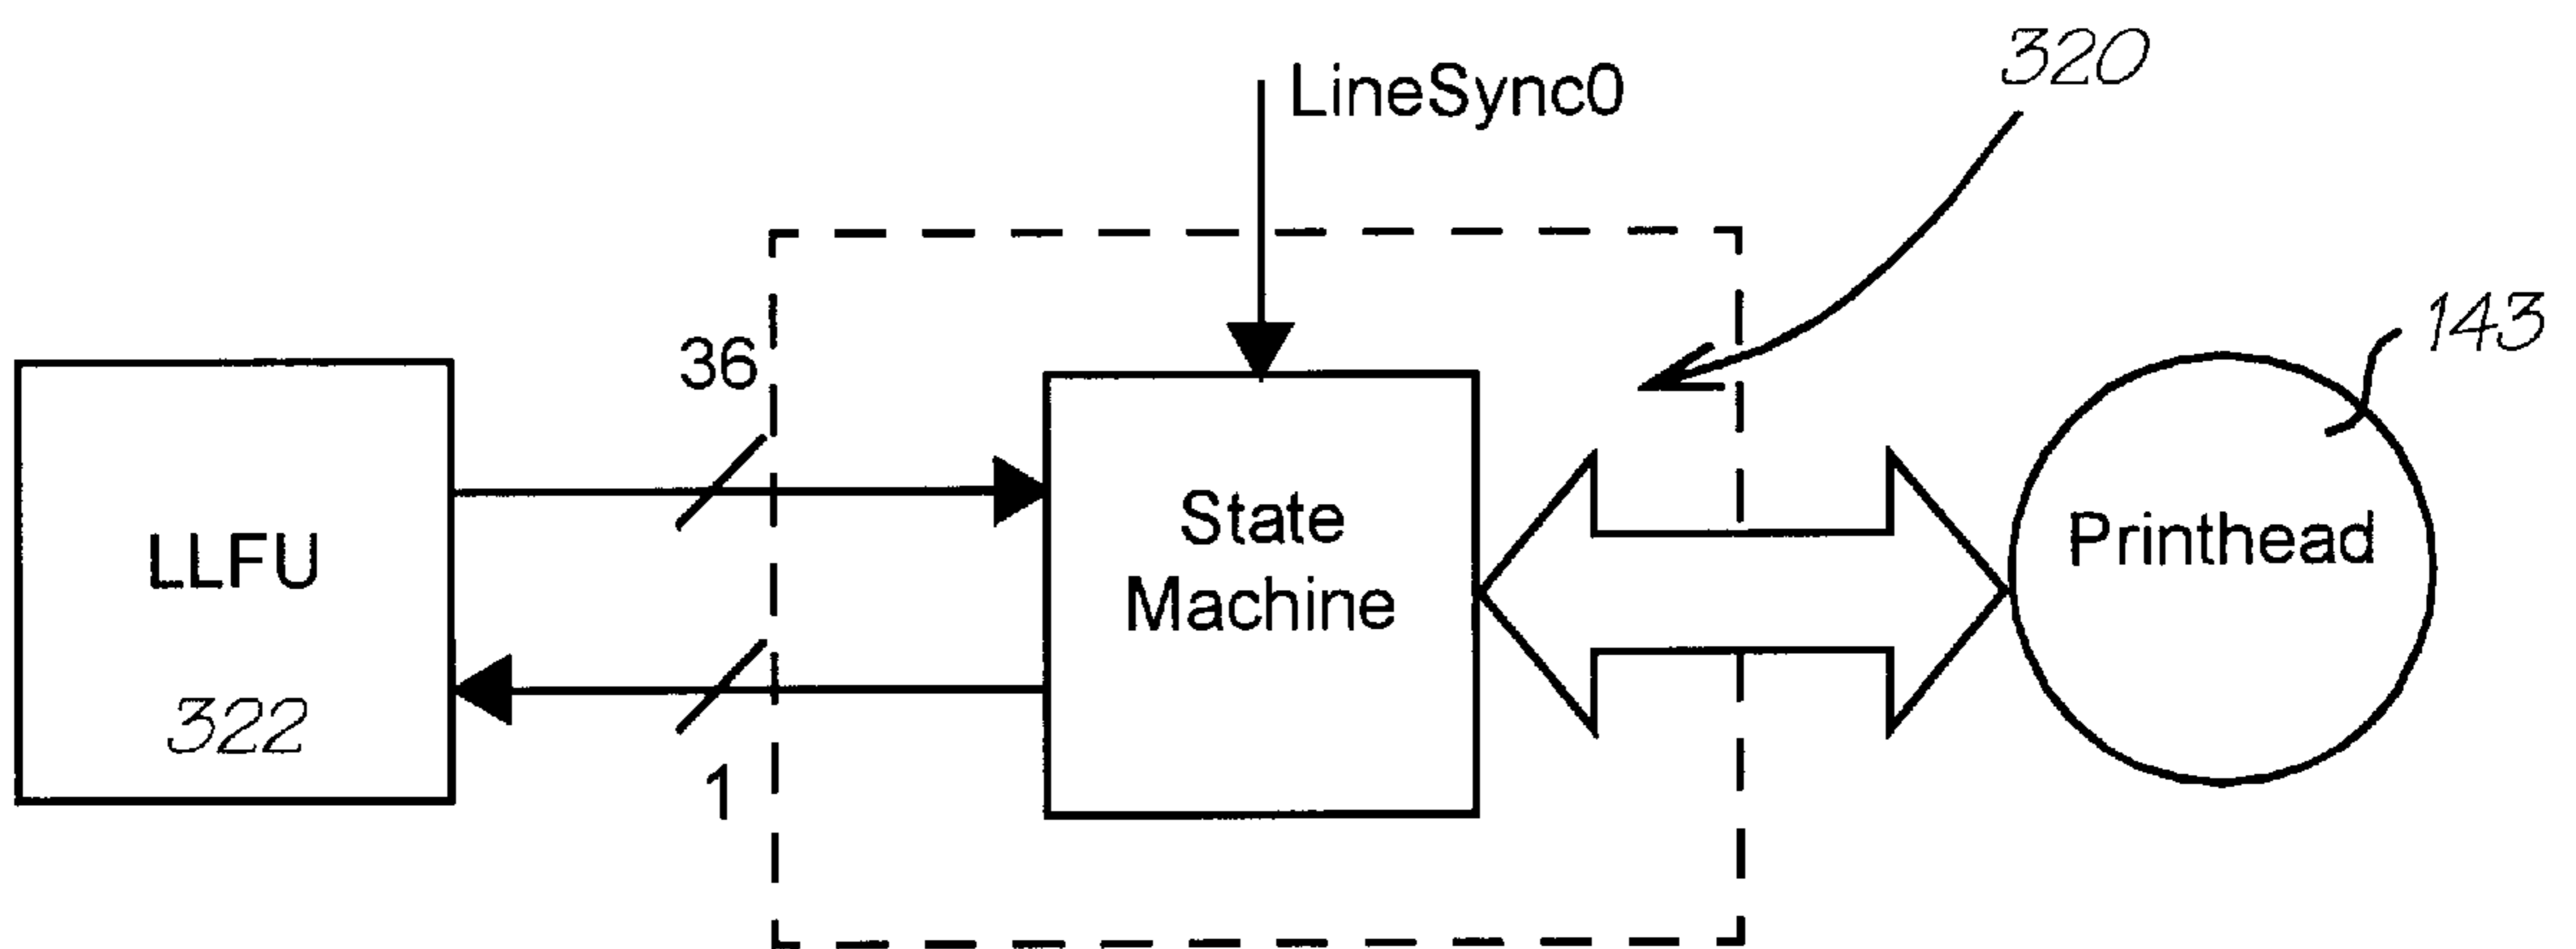 LineSync0
320
143
36
LLFU
322
1
State
Machine
Printhead